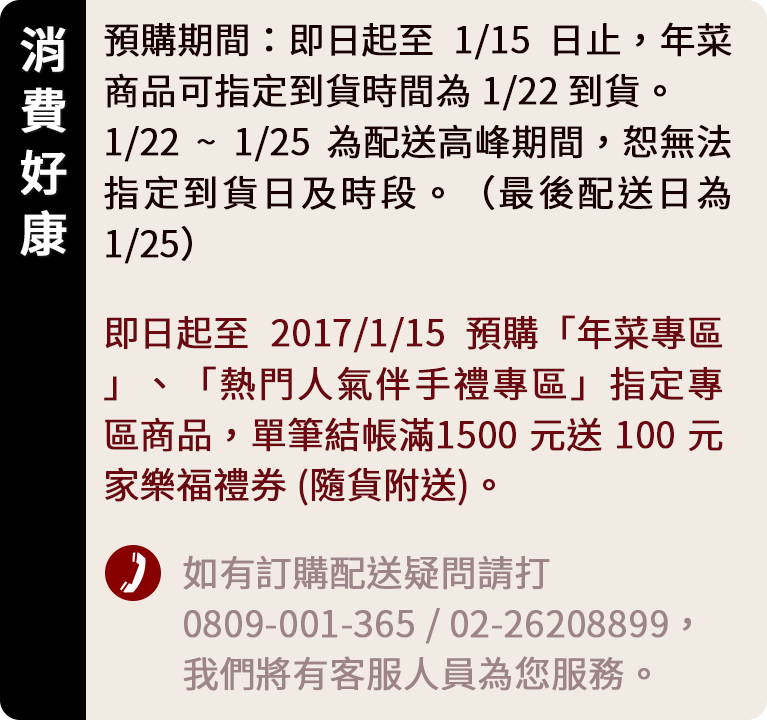 消費好康
預購期間：即日起至 1/15 日止，年菜
商品可指定到貨時間為 1/22 到貨。
1/22 ~ 1/25 為配送高峰期間，恕無法
指定到貨日及時段。（最後配送日為
1/25）
即日起至 2017/1/15 預購「年菜專區
」、「熱門人氣伴手禮專區」指定專
區商品，單筆結帳滿1500 元送 100 元
家樂福禮券 (隨貨附送)。
如有訂購配送疑問請打
0809-001-365 / 02-26208899，
我們將有客服人員為您服務。